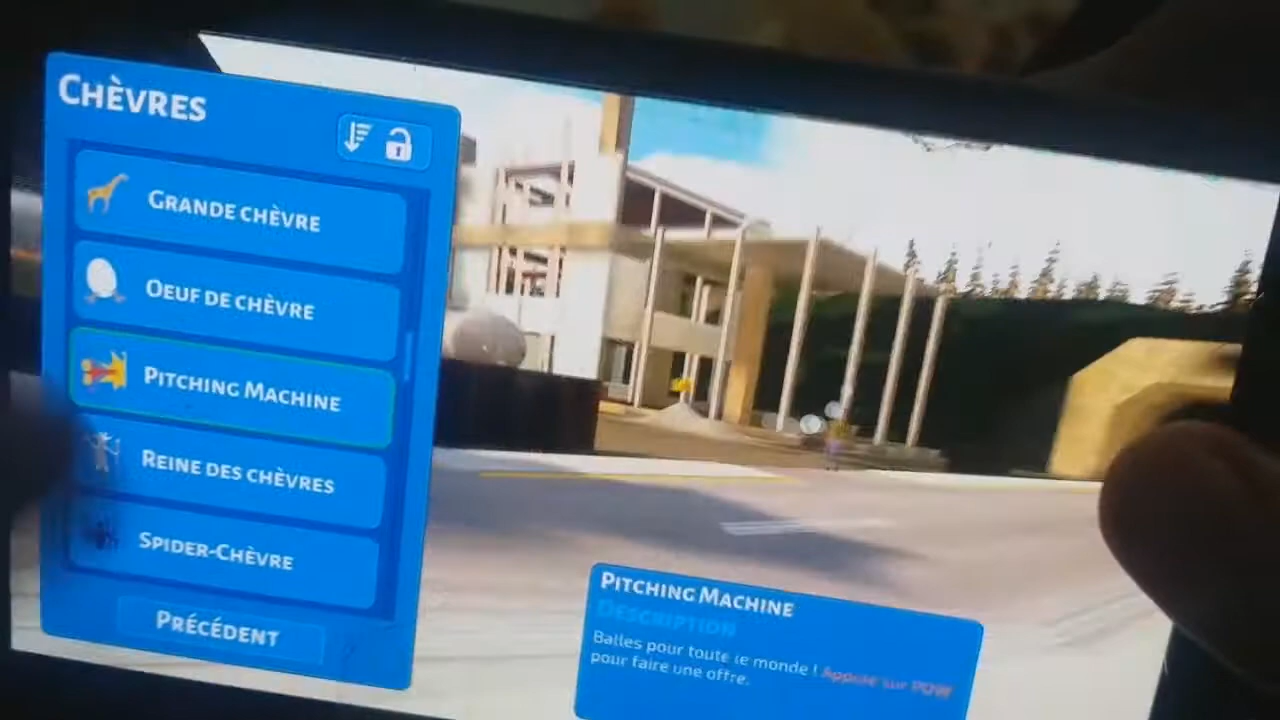 CHÈVRES
GRANDE CHÈVRE
OEUF DE CHÈVRE
PITCHING MACHINE
REINE DES CHÈVRES
SPIDER-CHÈVRE
PRÉCÉDENT
PITCHING MACHINE
DESCRIPTION
Balles pour toute le monde ! Appuie sur POW
pour faire une offre.